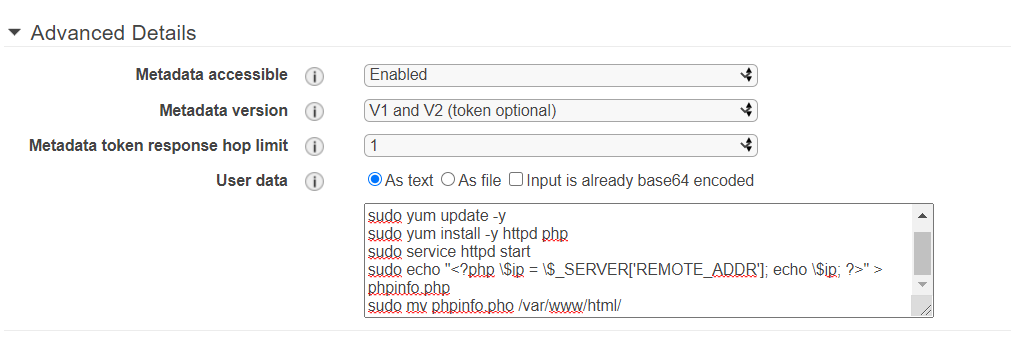 Advanced Details
Metadata accessible i Enabled
Metadata version i V1 and V2 (token optional)
Metadata token response hop limit i 1
User data i As text As file Input is already base64 encoded
sudo yum update -y
sudo yum install -y httpd php
sudo service httpd start
sudo echo "<?php \$ip = \$_SERVER['REMOTE_ADDR']; echo \$ip; ?>" >
phpinfo.php
sudo mv phpinfo.pho /var/www/html/